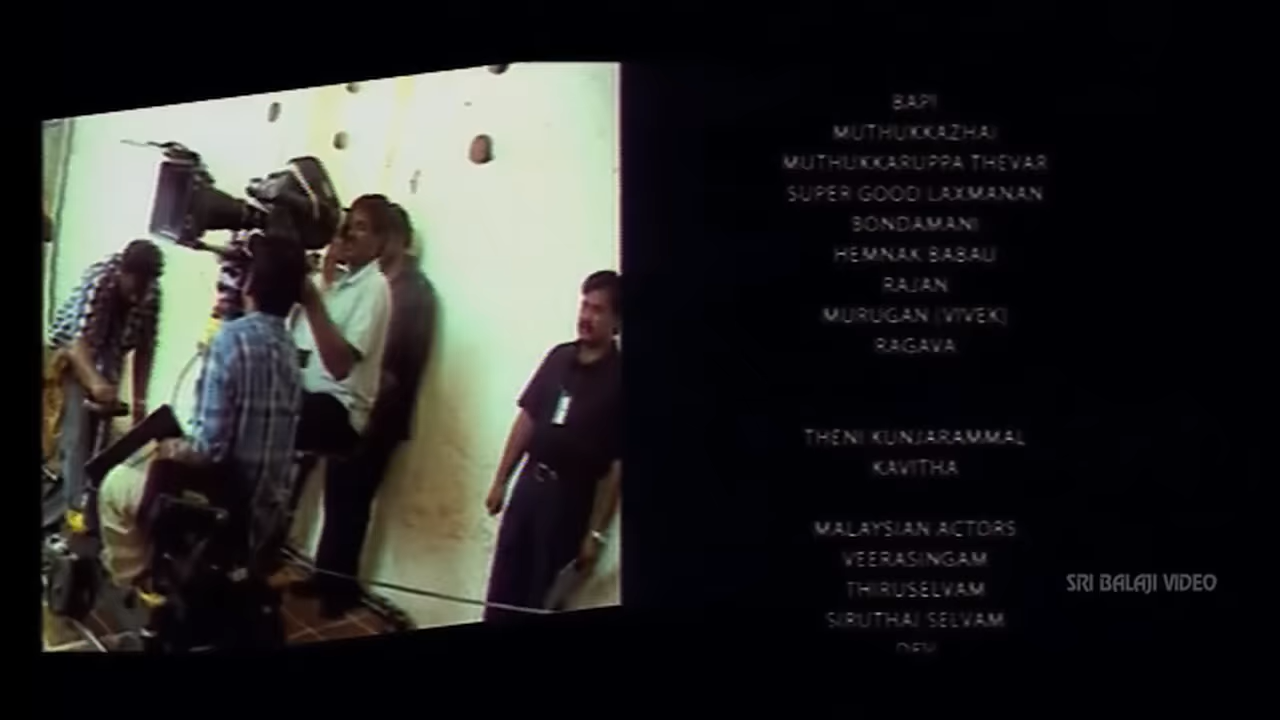 BAPI
MUTHUKKAZHAI
MUTHUKKARUPPA THEVAR
SUPER GOOD LAXMANAN
BONDAMANI
HEMNAK BABAU
RAJAN
MURUGAN (VIVEK)
RAGAVA
THENI KUNJARAMMAL
KAVITHA
MALAYSIAN ACTORS
VEERASINGAM
THIRUSELVAM
SIRUTHAI SELVAM
SRI BALAJI VIDEO